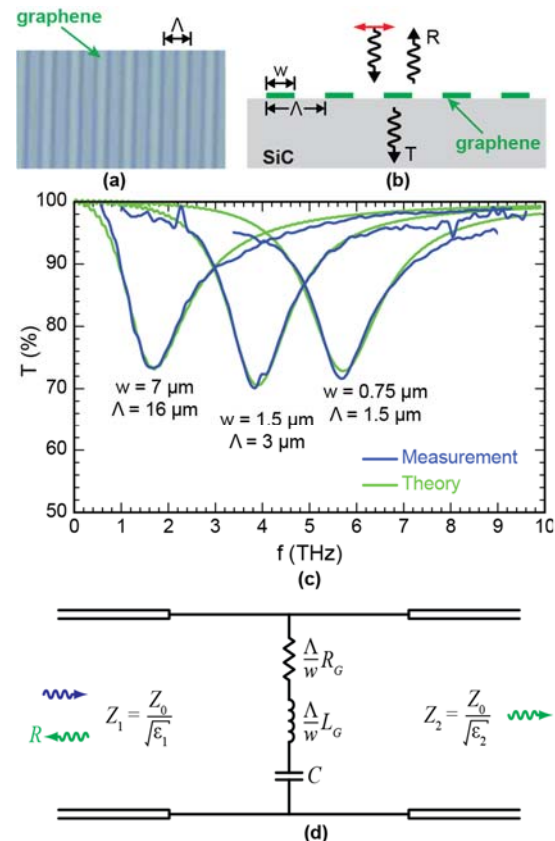 graphene
Λ
w
Λ
R
T
SiC
graphene
(a)
(b)
T (%)
100
90
80
70
60
50
w = 7 μm
Λ = 16 μm
w = 1.5 μm
Λ = 3 μm
w = 0.75 μm
Λ = 1.5 μm
Measurement
Theory
0 1 2 3 4 5 6 7 8 9 10
f (THz)
(c)
Λ/w R_G
Λ/w L_G
C
R
Z_1 = Z_0/√ε_1
Z_2 = Z_0/√ε_2
(d)